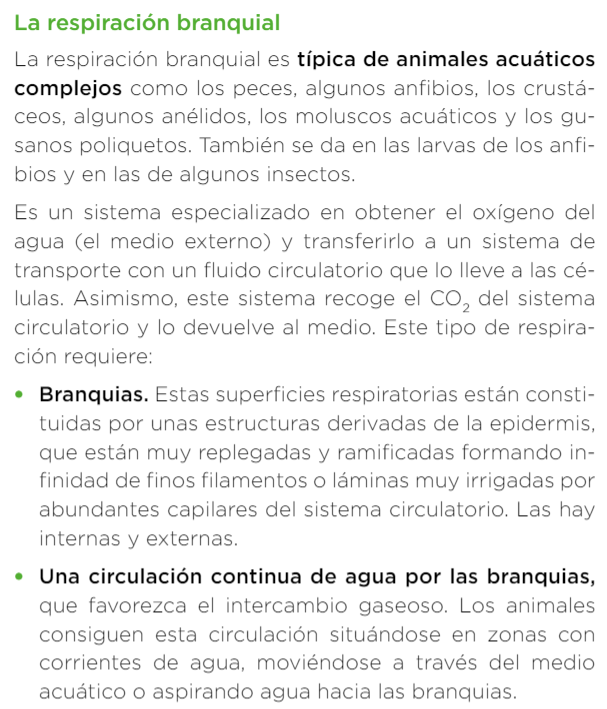 La respiración branquial
La respiración branquial es típica de animales acuáticos
complejos como los peces, algunos anfibios, los crustá-
ceos, algunos anélidos, los moluscos acuáticos y los gu-
sanos poliquetos. También se da en las larvas de los anfi-
bios y en las de algunos insectos.
Es un sistema especializado en obtener el oxígeno del
agua (el medio externo) y transferirlo a un sistema de
transporte con un fluido circulatorio que lo lleve a las cé-
lulas. Asimismo, este sistema recoge el CO₂ del sistema
circulatorio y lo devuelve al medio. Este tipo de respira-
ción requiere:
• Branquias. Estas superficies respiratorias están consti-
tuidas por unas estructuras derivadas de la epidermis,
que están muy replegadas y ramificadas formando in-
finidad de finos filamentos o láminas muy irrigadas por
abundantes capilares del sistema circulatorio. Las hay
internas y externas.
• Una circulación continua de agua por las branquias,
que favorezca el intercambio gaseoso. Los animales
consiguen esta circulación situándose en zonas con
corrientes de agua, moviéndose a través del medio
acuático o aspirando agua hacia las branquias.